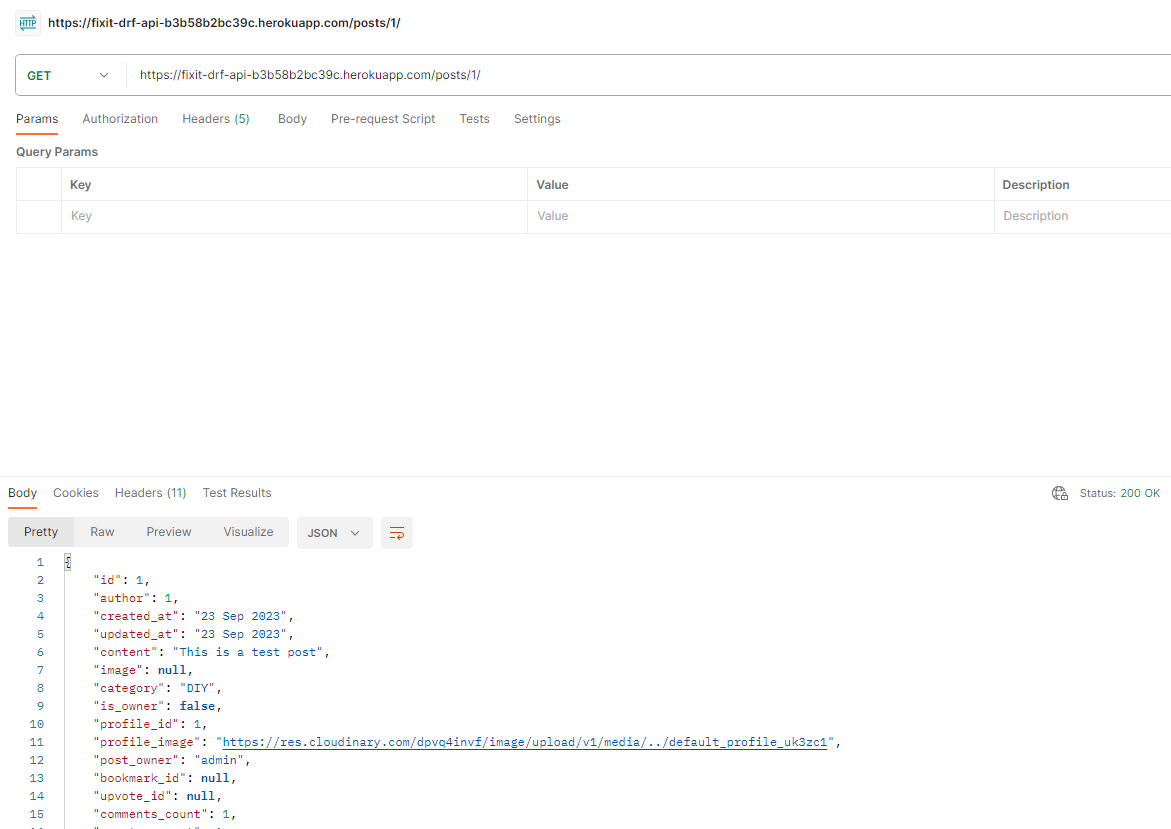 HTTP https://fixit-drf-api-b3b58b2bc39c.herokuapp.com/posts/1/
GET https://fixit-drf-api-b3b58b2bc39c.herokuapp.com/posts/1/
Params Authorization Headers (5) Body Pre-request Script Tests Settings
Query Params
Key Value Description
Key Value Description
Body Cookies Headers (11) Test Results Status: 200 OK
Pretty Raw Preview Visualize JSON
1 {
2 "id": 1,
3 "author": 1,
4 "created_at": "23 Sep 2023",
5 "updated_at": "23 Sep 2023",
6 "content": "This is a test post",
7 "image": null,
8 "category": "DIY",
9 "is_owner": false,
10 "profile_id": 1,
11 "profile_image": "https://res.cloudinary.com/dpvq4invf/image/upload/v1/media/../default_profile_uk3zc1",
12 "post_owner": "admin",
13 "bookmark_id": null,
14 "upvote_id": null,
15 "comments_count": 1,